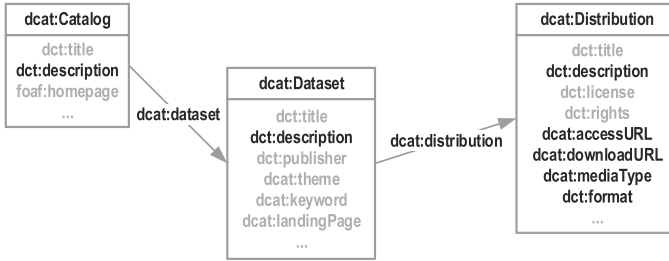 dcat:Catalog
dct:title
dct:description
foaf:homepage
...
dcat:dataset
dcat:Dataset
dct:title
dct:description
dct:publisher
dcat:theme
dcat:keyword
dcat:landingPage
...
dcat:distribution
dcat:Distribution
dct:title
dct:description
dct:license
dct:rights
dcat:accessURL
dcat:downloadURL
dcat:mediaType
dct:format
...